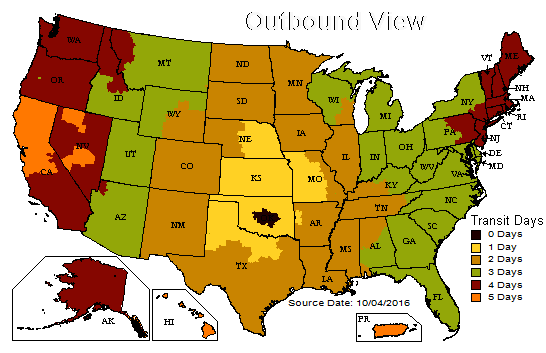 Outbound View
WA
OR
CA
NV
ID
MT
WY
UT
AZ
CO
NM
ND
SD
NE
KS
TX
MN
IA
MO
AR
LA
WI
IL
MS
MI
IN
OH
KY
TN
AL
GA
FL
SC
NC
VA
WV
PA
NY
VT
ME
NH
MA
RI
CT
NJ
DE
MD
AK
HI
PR
Transit Days
0 Days
1 Day
2 Days
3 Days
4 Days
5 Days
Source Date: 10/04/2016